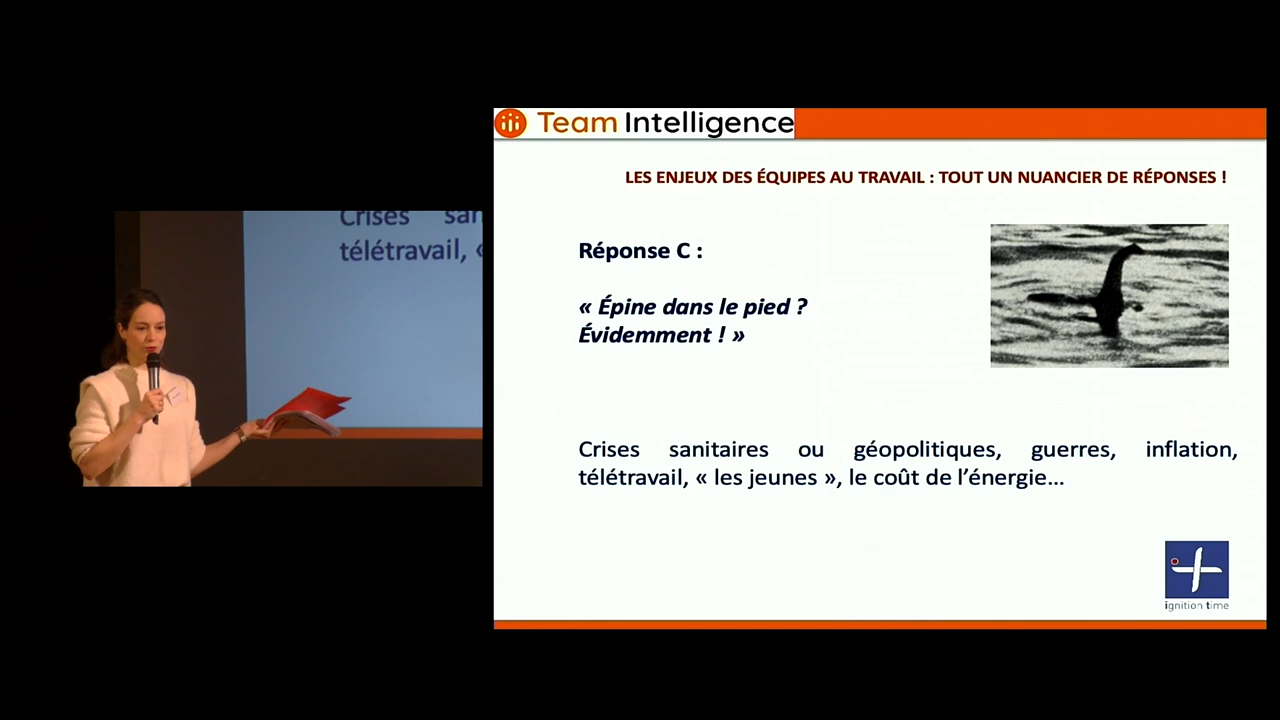 Crises san
télétravail, «
Team Intelligence
LES ENJEUX DES ÉQUIPES AU TRAVAIL : TOUT UN NUANCIER DE RÉPONSES !
Réponse C :
« Épine dans le pied ?
Évidemment ! »
Crises sanitaires ou géopolitiques, guerres, inflation,
télétravail, « les jeunes », le coût de l’énergie...
ignition time